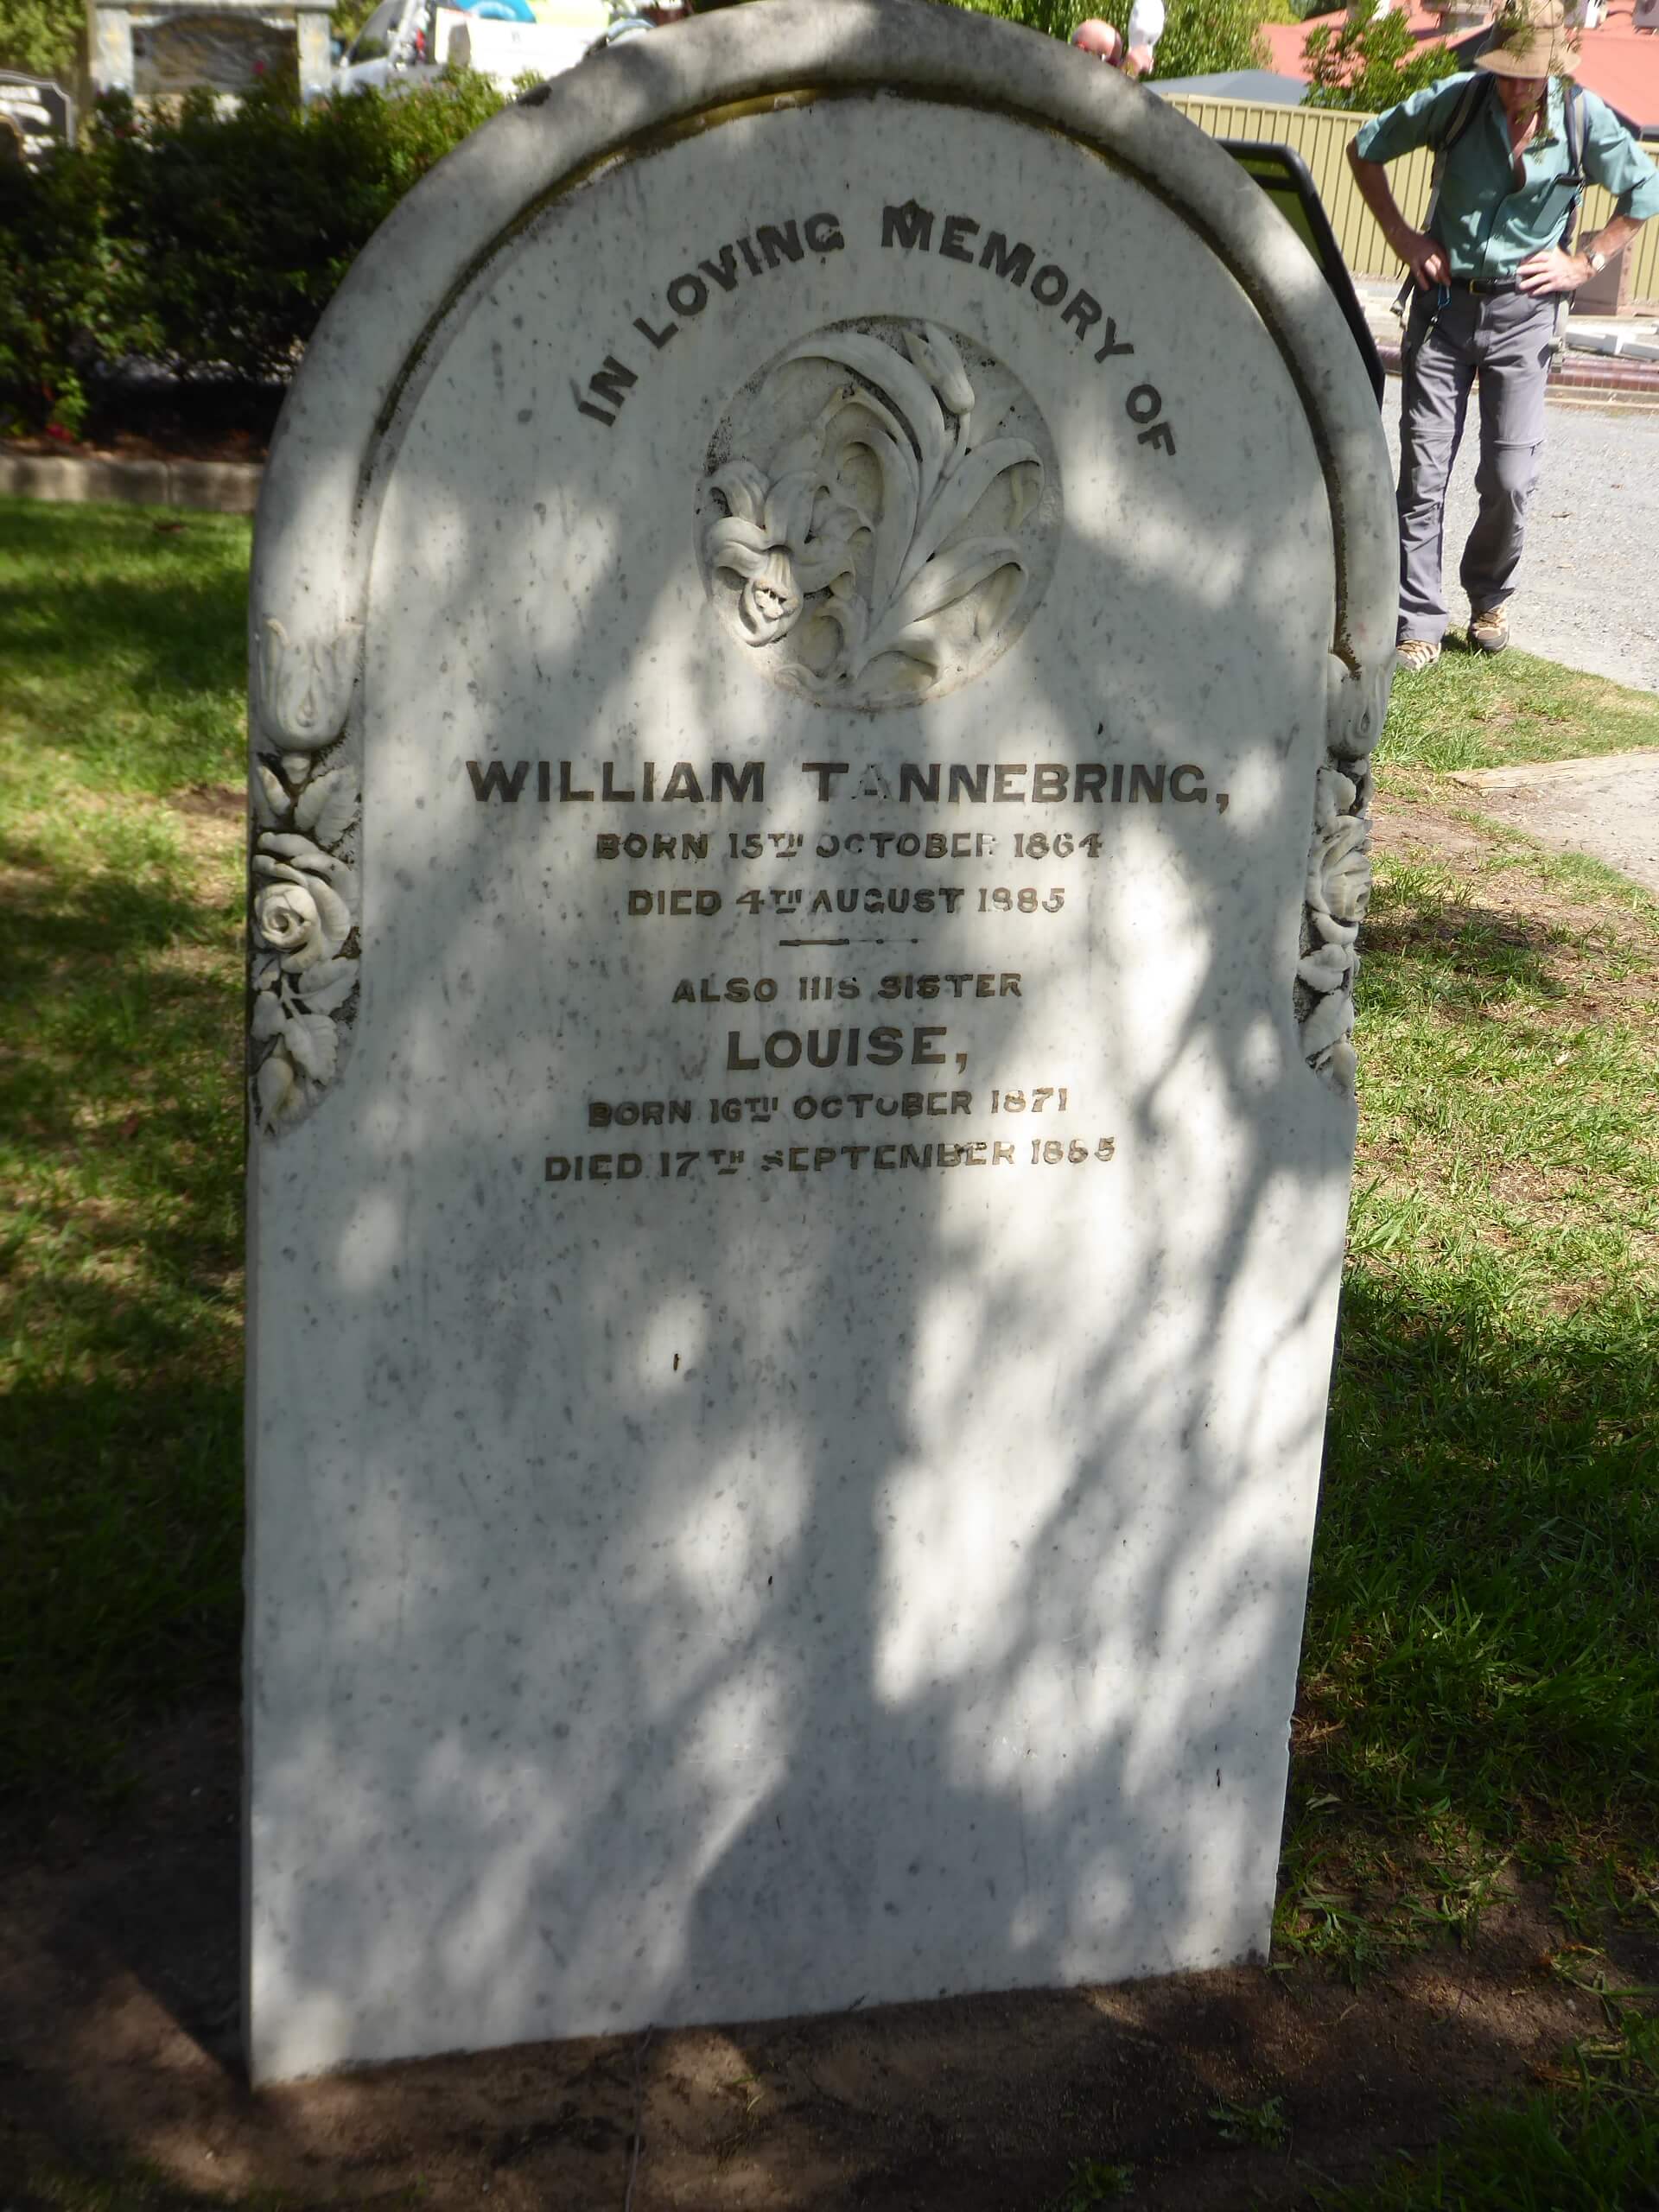 IN LOVING MEMORY OF
WILLIAM TANNEBRING,
BORN 15TH OCTOBER 1864
DIED 4TH AUGUST 1885
ALSO HIS SISTER
LOUISE,
BORN 16TH OCTOBER 1871
DIED 17TH SEPTEMBER 1885